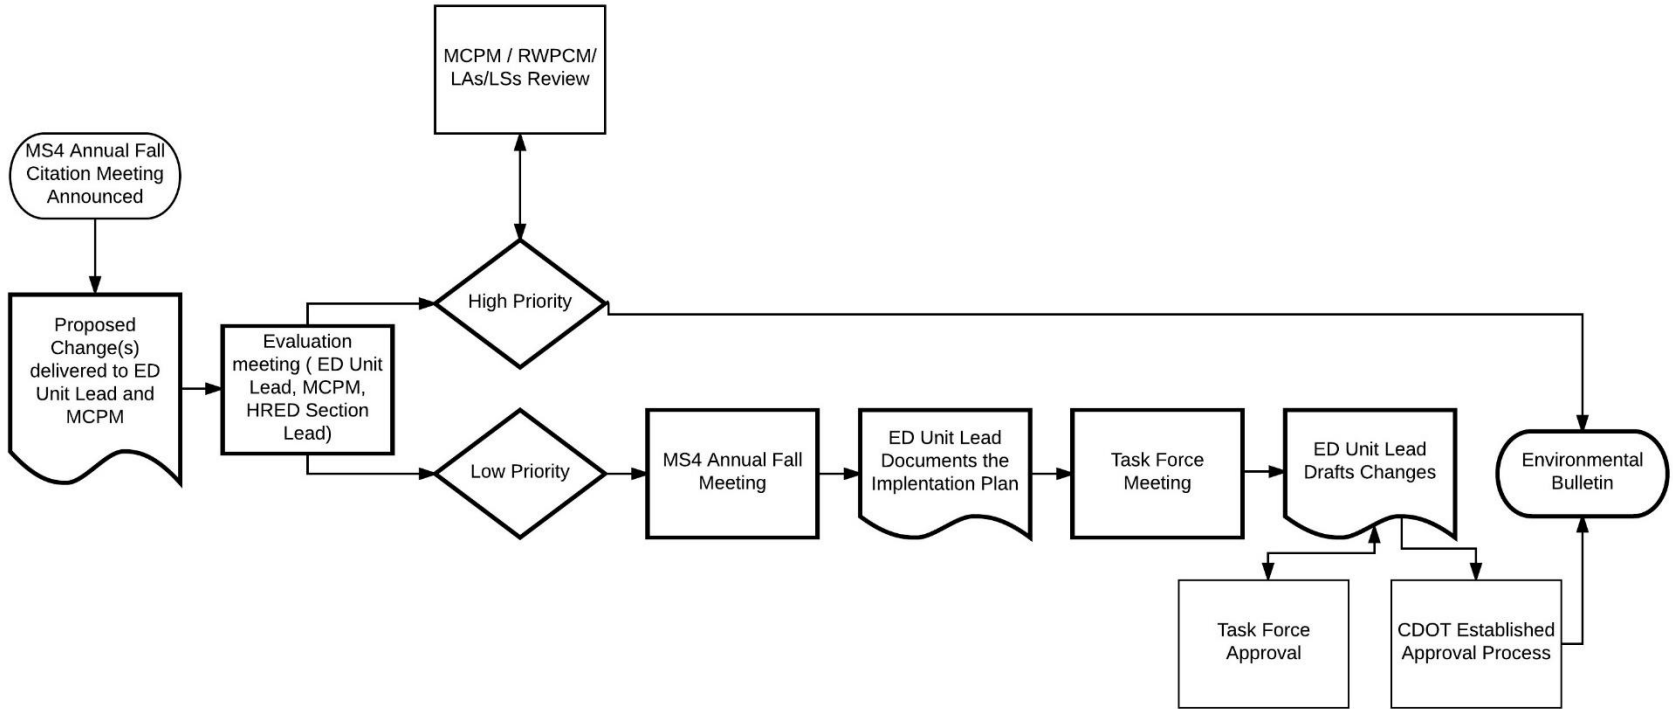 MCPM / RWPCM/
LAs/LSs Review
MS4 Annual Fall
Citation Meeting
Announced
Proposed
Change(s)
delivered to ED
Unit Lead and
MCPM
Evaluation
meeting ( ED Unit
Lead, MCPM,
HRED Section
Lead)
High Priority
Low Priority
MS4 Annual Fall
Meeting
ED Unit Lead
Documents the
Implentation Plan
Task Force
Meeting
ED Unit Lead
Drafts Changes
Environmental
Bulletin
Task Force
Approval
CDOT Established
Approval Process